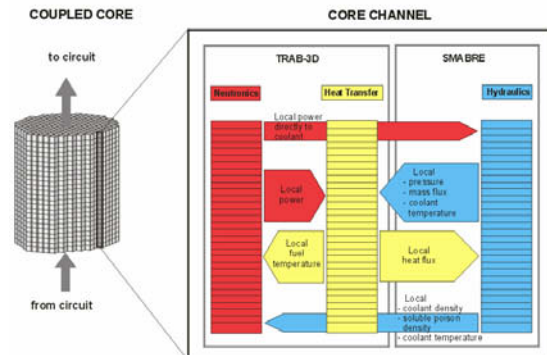 COUPLED CORE
to circuit
from circuit
CORE CHANNEL
TRAB-3D
SMABRE
Neutronics
Heat Transfer
Hydraulics
Local power
directly to
coolant
Local
power
Local
- pressure
- mass flux
- coolant
temperature
Local
fuel
temperature
Local
heat flux
Local
- coolant density
- soluble poison
density
- coolant temperature